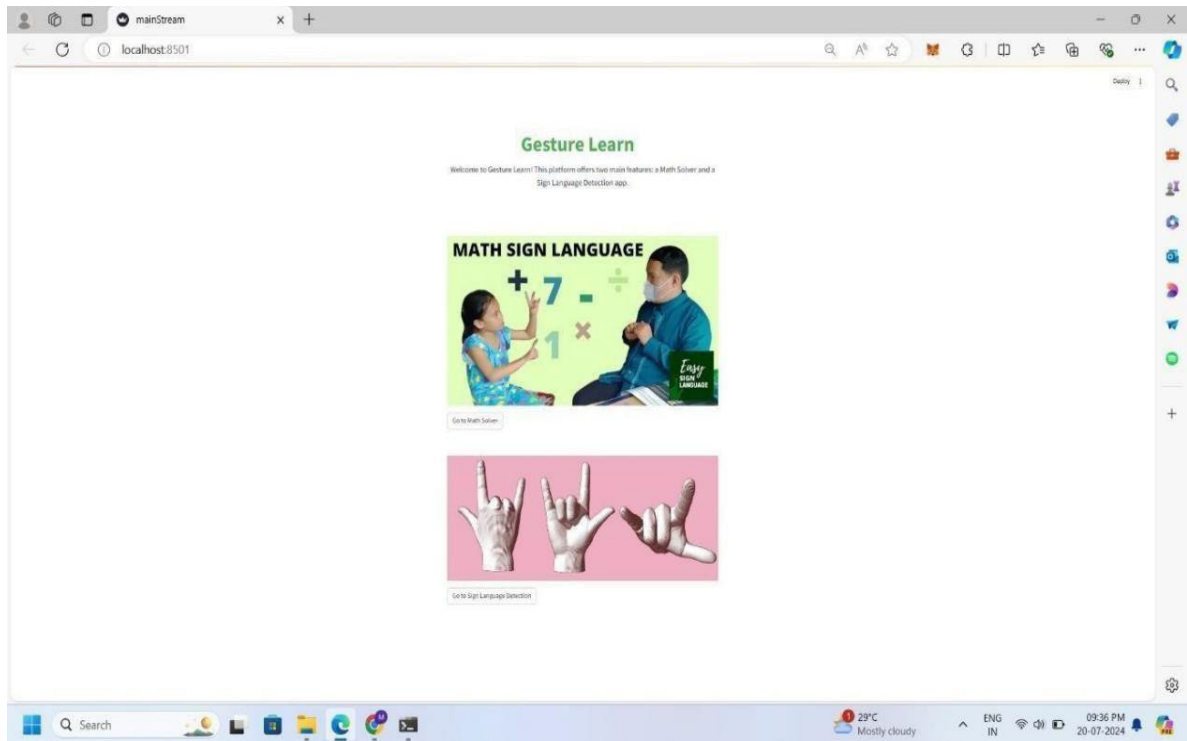 mainStream
localhost:8501
Deploy
Gesture Learn
Welcome to Gesture Learn! This platform offers two main features: a Math Solver and a
Sign Language Detection app.
MATH SIGN LANGUAGE
+ 7 - ÷
1 ×
Easy
SIGN
LANGUAGE
Go to Math Solver
Go to Sign Language Detection
Search
1
29°C
Mostly cloudy
ENG
IN
09:36 PM
20-07-2024